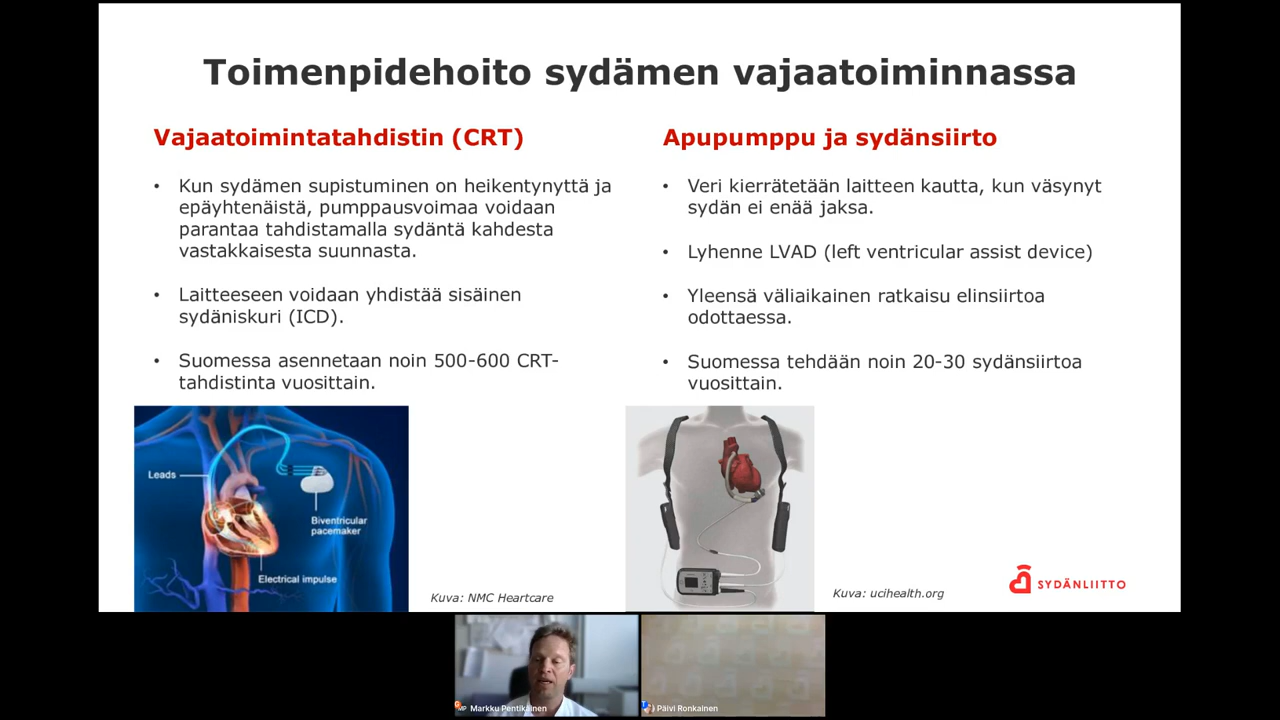 Toimenpidehoito sydämen vajaatoiminnassa
Vajaatoimintatahdistin (CRT)
• Kun sydämen supistuminen on heikentynyttä ja
epäyhtenäistä, pumppausvoimaa voidaan
parantaa tahdistamalla sydäntä kahdesta
vastakkaisesta suunnasta.
• Laitteeseen voidaan yhdistää sisäinen
sydäniskuri (ICD).
• Suomessa asennetaan noin 500-600 CRT-
tahdistinta vuosittain.
Leads
Biventricular
pacemaker
Electrical impulse
Kuva: NMC Heartcare
Apupumppu ja sydänsiirto
• Veri kierrätetään laitteen kautta, kun väsynyt
sydän ei enää jaksa.
• Lyhenne LVAD (left ventricular assist device)
• Yleensä väliaikainen ratkaisu elinsiirtoa
odottaessa.
• Suomessa tehdään noin 20-30 sydänsiirtoa
vuosittain.
Kuva: ucihealth.org
SYDÄNLIITTO
MP Markku Pentikäinen
Päivi Ronkainen